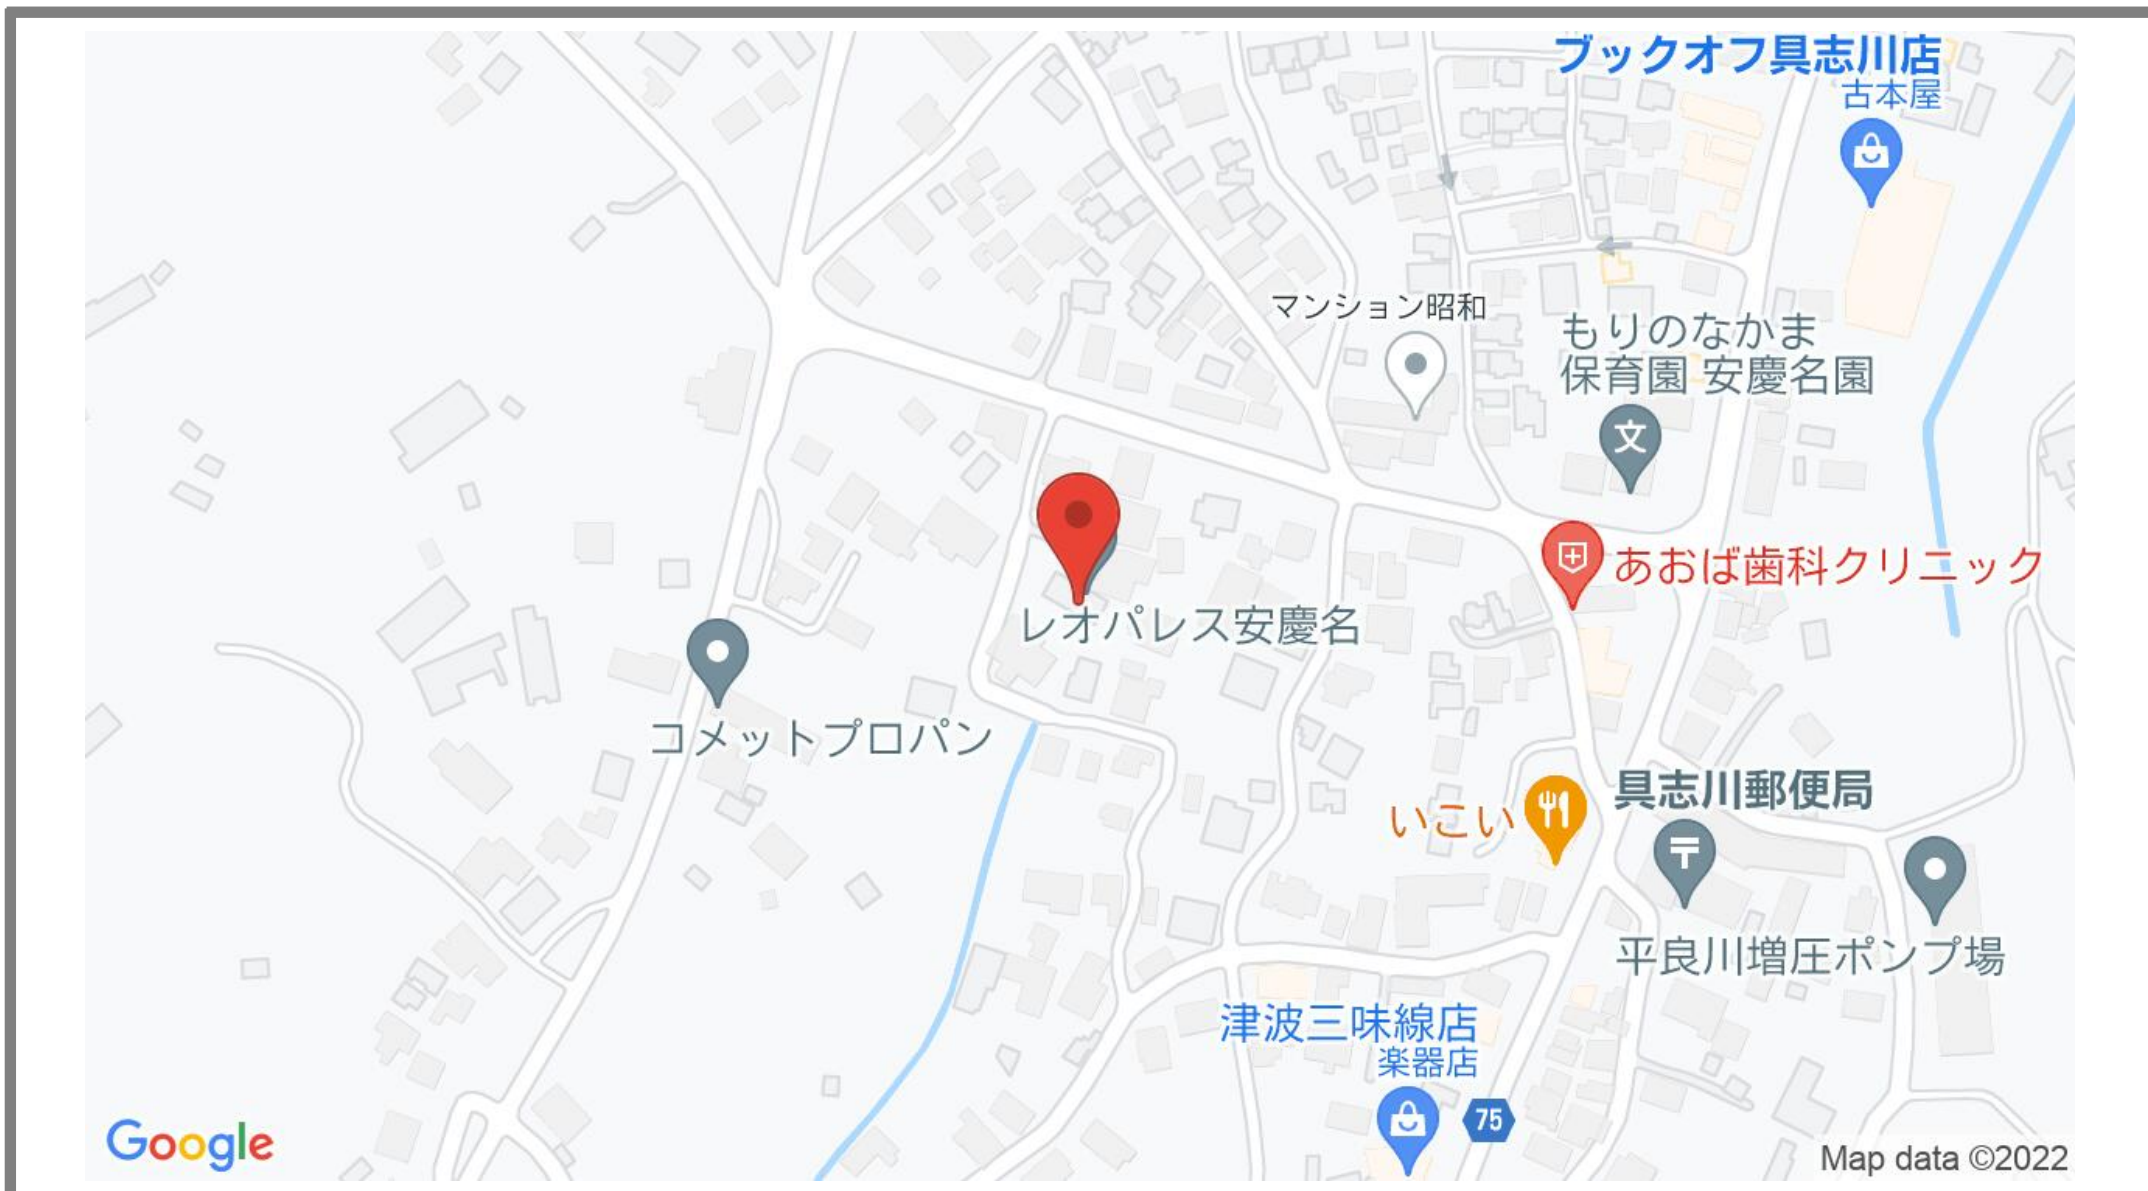 ブックオフ具志川店
古本屋
マンション昭和
もりのなかま
保育園 安慶名園
文
あおば歯科クリニック
レオパレス安慶名
コメットプロパン
具志川郵便局
いこい
〒
平良川増圧ポンプ場
津波三味線店
楽器店
75
Google
Map data ©2022